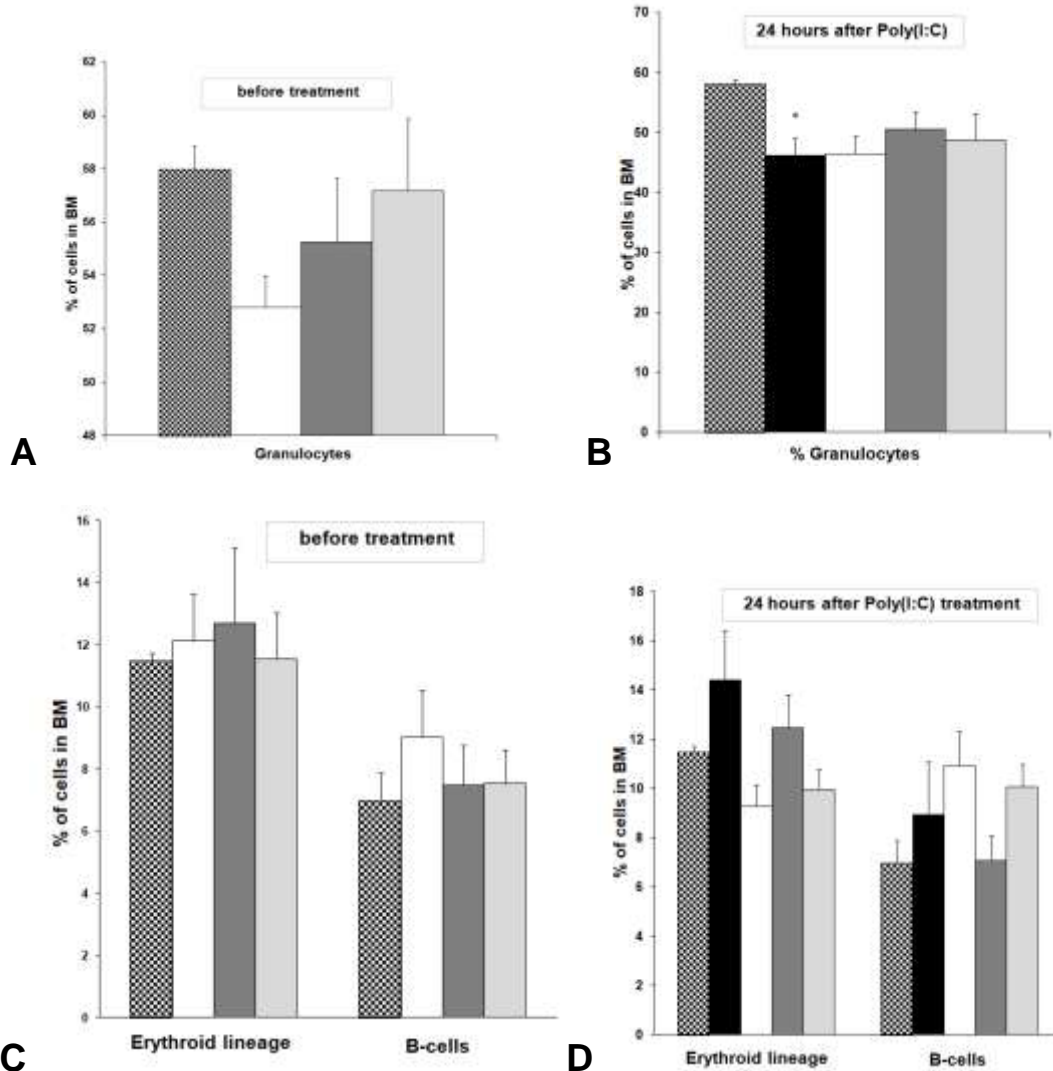 before treatment
62
60
58
56
54
52
50
48
% of cells in BM
Granulocytes
A
24 hours after Poly(I:C)
70
60
50
40
30
20
10
0
% of cells in BM
*
% Granulocytes
B
before treatment
16
14
12
10
8
6
4
2
0
% of cells in BM
Erythroid lineage
B-cells
C
24 hours after Poly(I:C) treatment
18
16
14
12
10
8
6
4
2
0
% of cells in BM
Erythroid lineage
B-cells
D